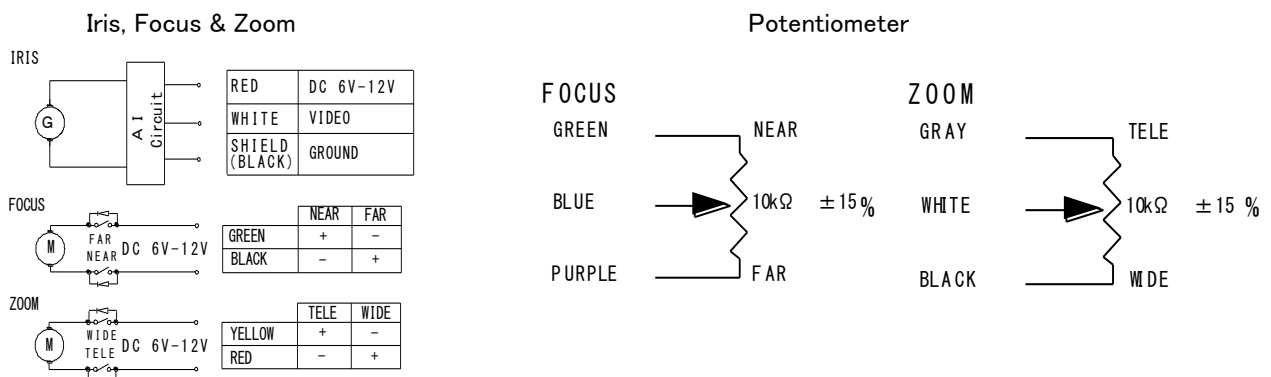 Iris, Focus & Zoom
IRIS
G
A I
Circuit
RED DC 6V-12V
WHITE VIDEO
SHIELD
(BLACK) GROUND
FOCUS
M
FAR
NEAR
DC 6V-12V
NEAR FAR
GREEN + −
BLACK − +
ZOOM
M
WIDE
TELE
DC 6V-12V
TELE WIDE
YELLOW + −
RED − +
Potentiometer
FOCUS
GREEN NEAR
BLUE 10kΩ ±15%
PURPLE FAR
ZOOM
GRAY TELE
WHITE 10kΩ ±15 %
BLACK WIDE